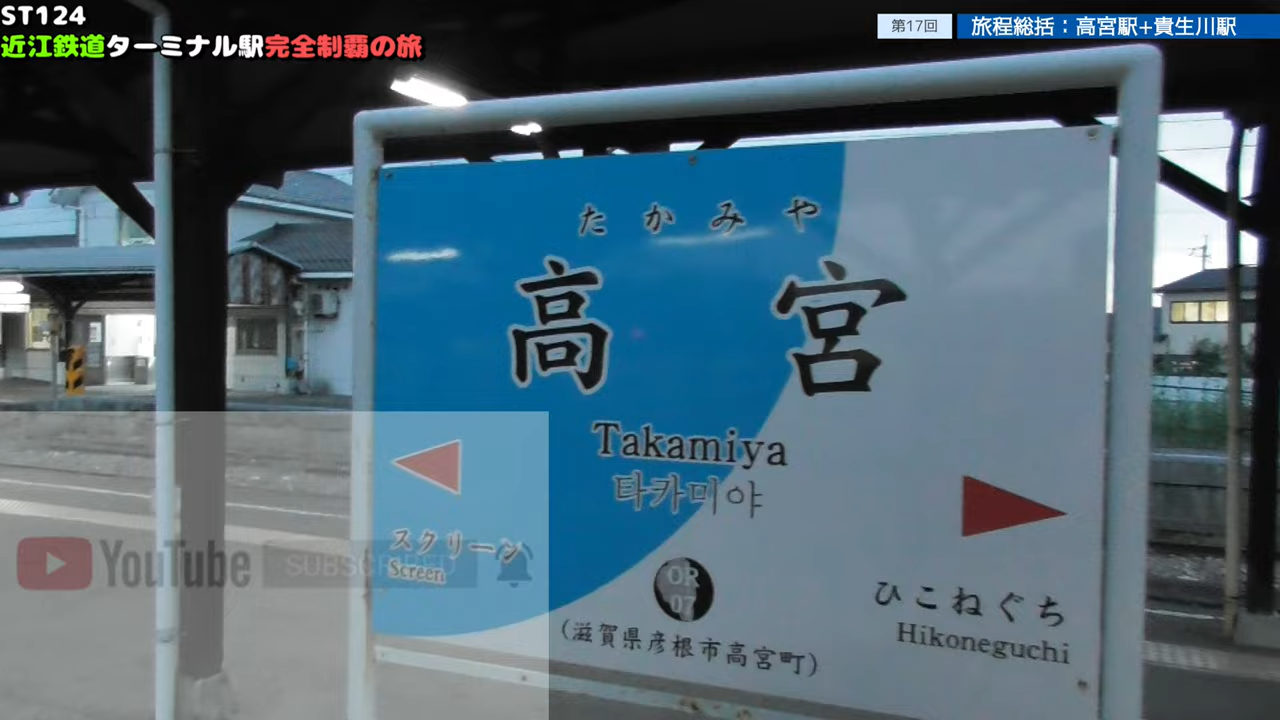 ST124
近江鉄道ターミナル駅完全制覇の旅
第17回
旅程総括：高宮駅+貴生川駅
たかみや
高宮
Takamiya
타카미야
スクリーン
Screen
YouTube
SUBSCRIBED
OR
07
ひこねぐち
Hikoneguchi
(滋賀県彦根市高宮町)